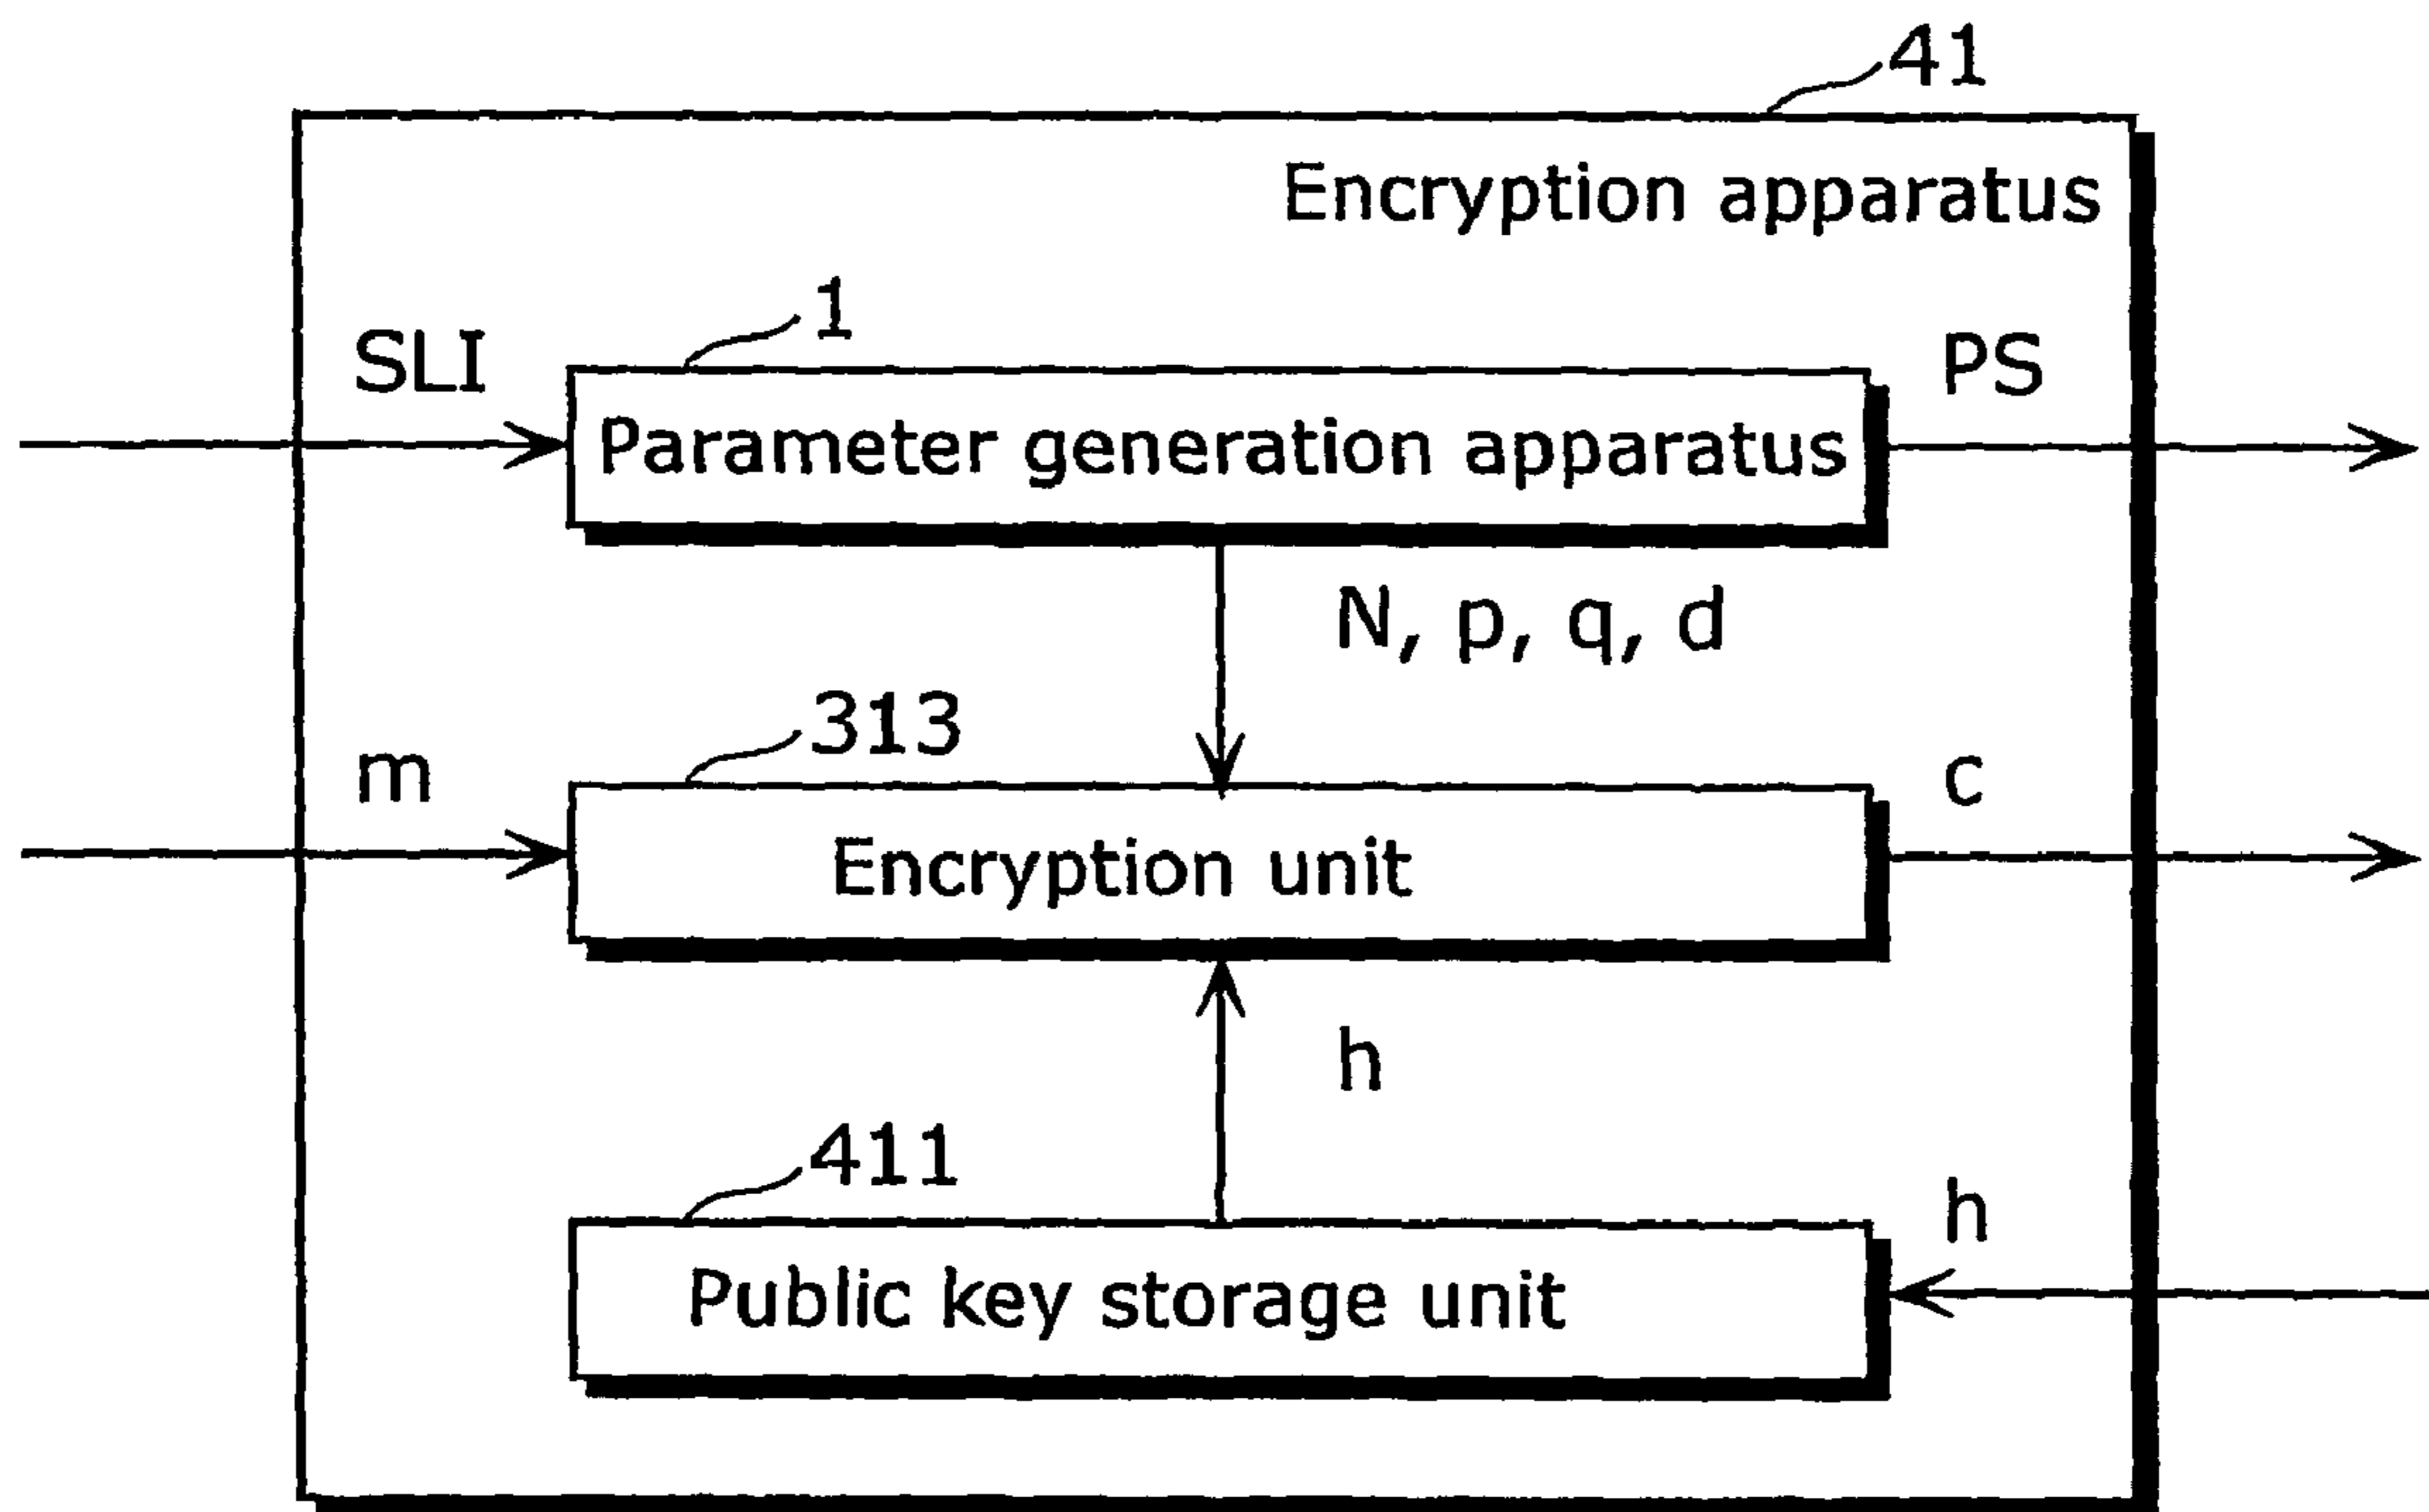 41
Encryption apparatus
1
SLI
PS
Parameter generation apparatus
N, p, q, d
313
m
c
Encryption unit
h
411
h
Public key storage unit